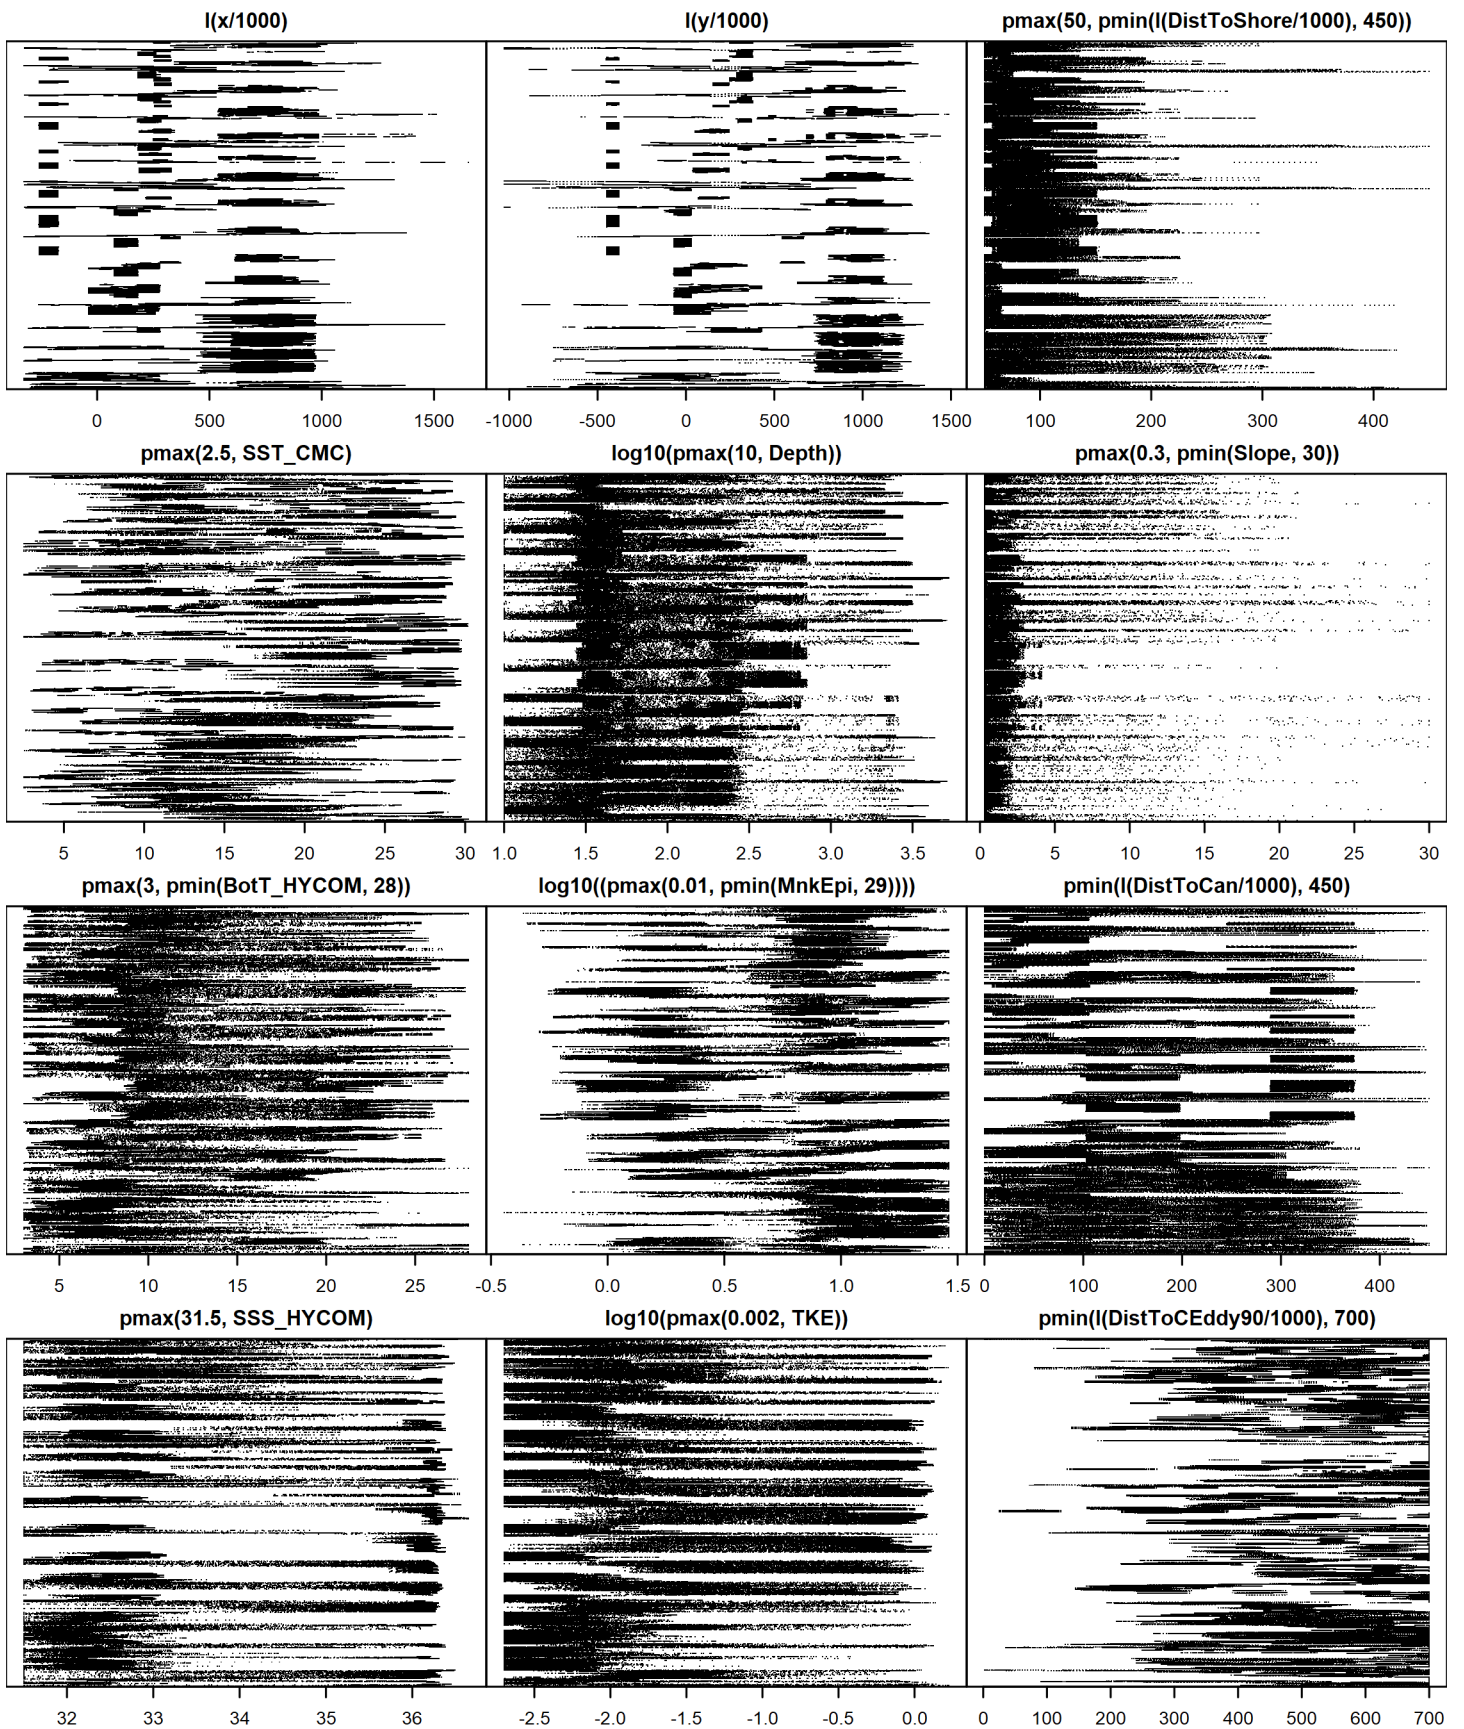 I(x/1000) I(y/1000) pmax(50, pmin(I(DistToShore/1000), 450))
0 500 1000 1500 -1000 -500 0 500 1000 1500 100 200 300 400
pmax(2.5, SST_CMC) log10(pmax(10, Depth)) pmax(0.3, pmin(Slope, 30))
5 10 15 20 25 30 1.0 1.5 2.0 2.5 3.0 3.5 0 5 10 15 20 25 30
pmax(3, pmin(BotT_HYCOM, 28)) log10((pmax(0.01, pmin(MnkEpi, 29)))) pmin(I(DistToCan/1000), 450)
5 10 15 20 25 -0.5 0.0 0.5 1.0 1.5 0 100 200 300 400
pmax(31.5, SSS_HYCOM) log10(pmax(0.002, TKE)) pmin(I(DistToCEddy90/1000), 700)
32 33 34 35 36 -2.5 -2.0 -1.5 -1.0 -0.5 0.0 0 100 200 300 400 500 600 700